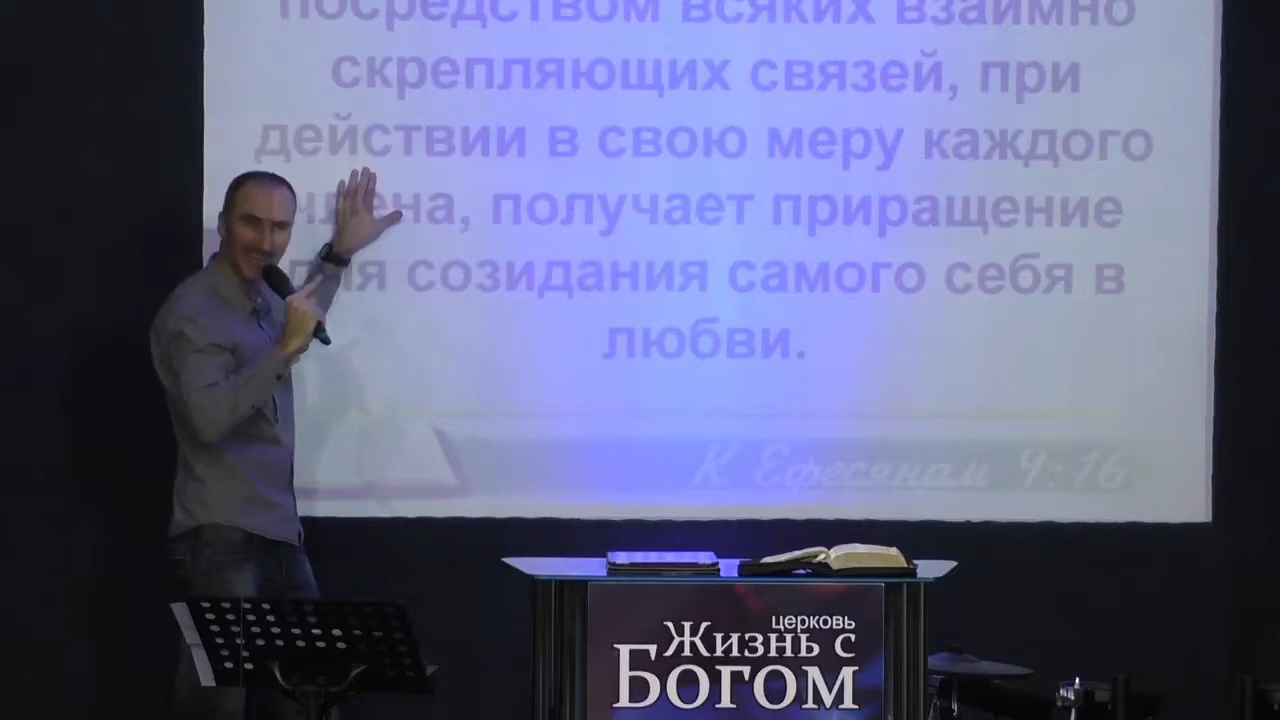 посредством всяких взаимно
скрепляющих связей, при
действии в свою меру каждого
члена, получает приращение
для созидания самого себя в
любви.
К Ефесянам 4:16
церковь
Жизнь с
Богом